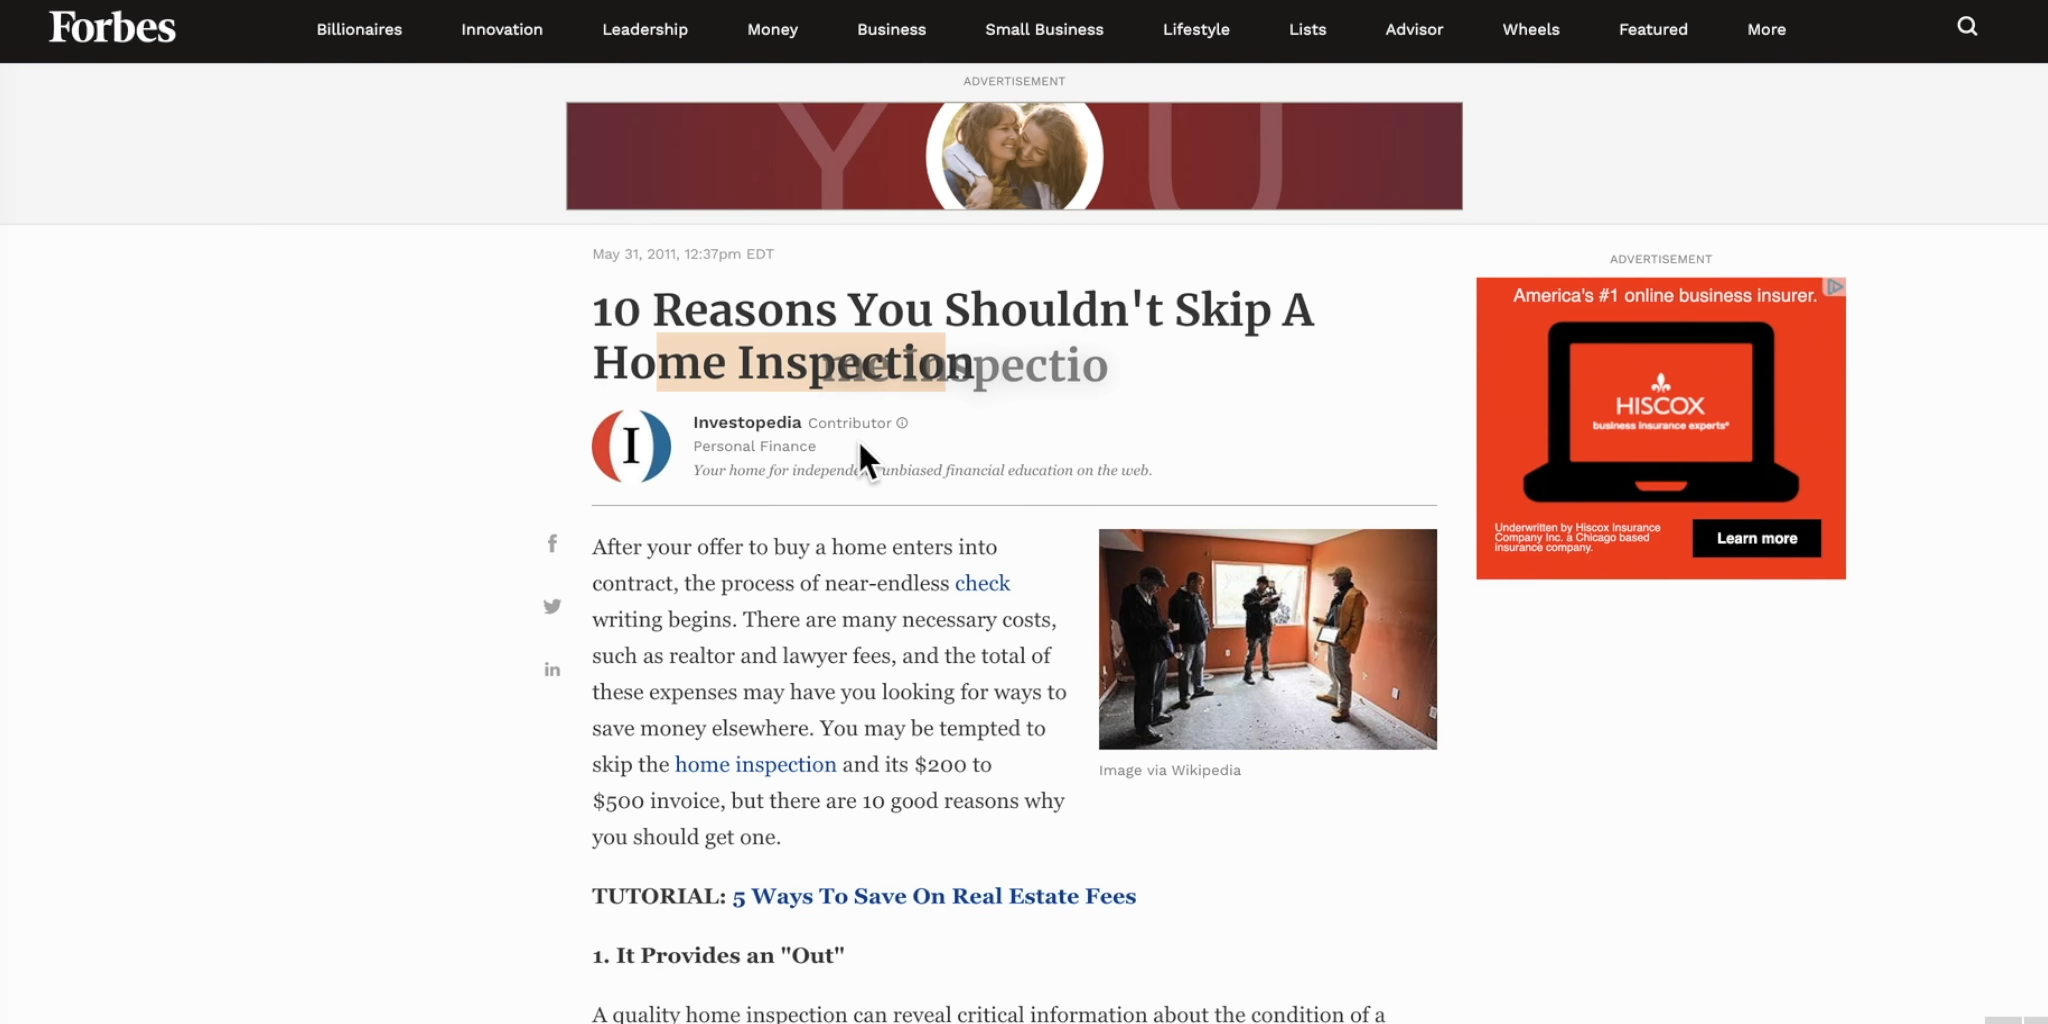 Forbes
Billionaires Innovation Leadership Money Business Small Business Lifestyle Lists Advisor Wheels Featured More
ADVERTISEMENT
YOU
May 31, 2011, 12:37pm EDT
10 Reasons You Shouldn't Skip A
Home Inspection
me Inspectio
Investopedia Contributor
Personal Finance
Your home for independent unbiased financial education on the web.
After your offer to buy a home enters into
contract, the process of near-endless check
writing begins. There are many necessary costs,
such as realtor and lawyer fees, and the total of
these expenses may have you looking for ways to
save money elsewhere. You may be tempted to
skip the home inspection and its $200 to
$500 invoice, but there are 10 good reasons why
you should get one.
Image via Wikipedia
TUTORIAL: 5 Ways To Save On Real Estate Fees
1. It Provides an "Out"
A quality home inspection can reveal critical information about the condition of a
ADVERTISEMENT
America's #1 online business insurer.
HISCOX
business insurance experts®
Underwritten by Hiscox Insurance
Company Inc. a Chicago based
insurance company.
Learn more